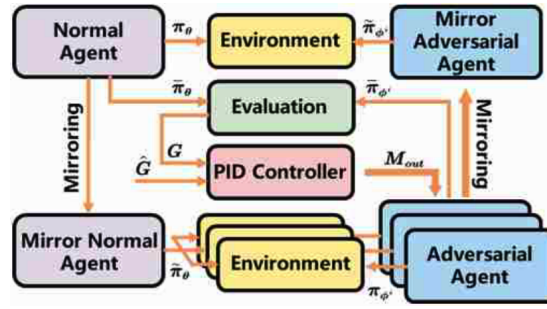 Normal
Agent
π_θ
Environment
π̃_φ'
Mirror
Adversarial
Agent
π̄_θ
Evaluation
π̄_φ'
Mirroring
G
Ĝ
PID Controller
M_out
Mirroring
Mirror Normal
Agent
π̃_θ
Environment
π_φ'
Adversarial
Agent